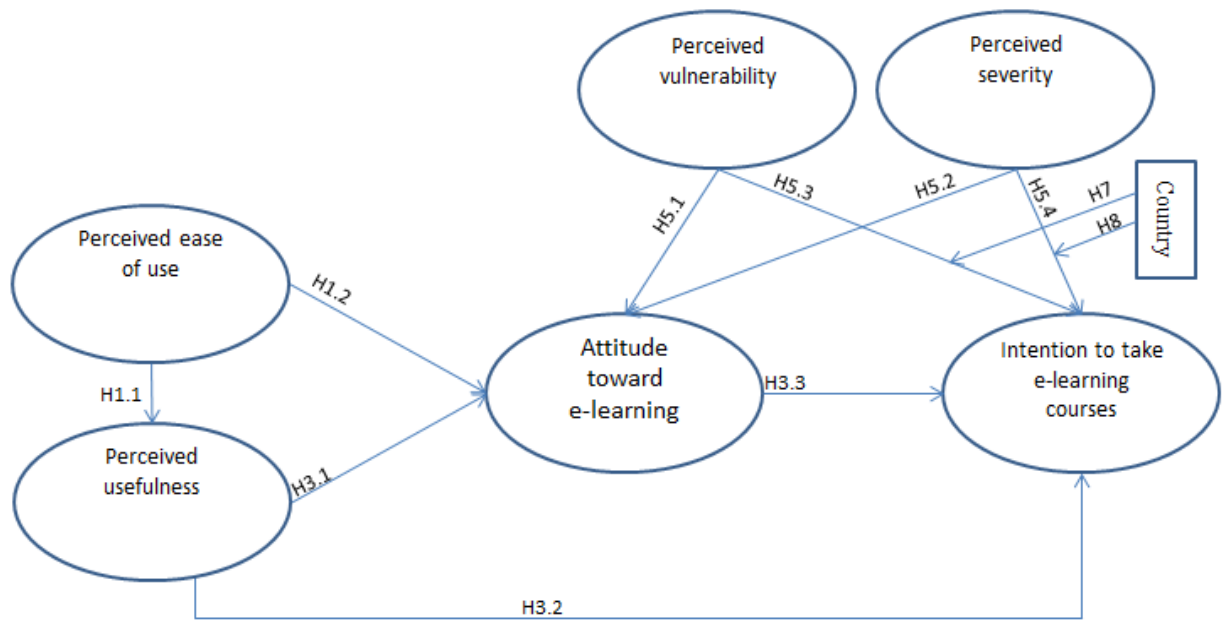 Perceived
vulnerability
Perceived
severity
H5.1
H5.3
H5.2
H5.4
H7
H8
Country
Perceived ease
of use
H1.2
H1.1
Attitude
toward
e-learning
H3.3
Intention to take
e-learning
courses
Perceived
usefulness
H3.1
H3.2